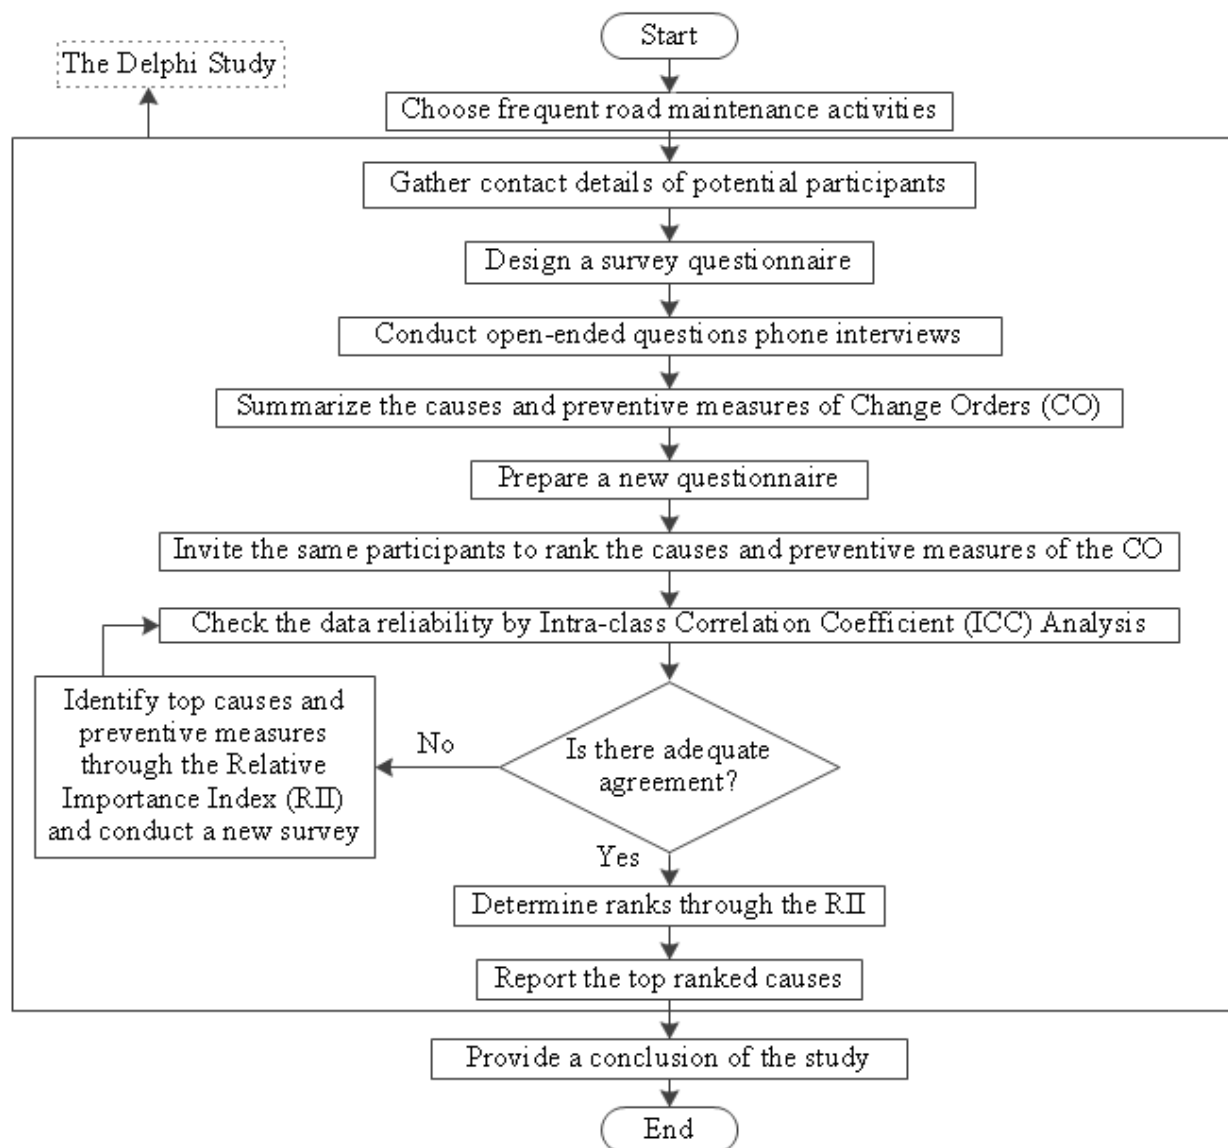 Start
The Delphi Study
Choose frequent road maintenance activities
Gather contact details of potential participants
Design a survey questionnaire
Conduct open-ended questions phone interviews
Summarize the causes and preventive measures of Change Orders (CO)
Prepare a new questionnaire
Invite the same participants to rank the causes and preventive measures of the CO
Check the data reliability by Intra-class Correlation Coefficient (ICC) Analysis
Identify top causes and
preventive measures
through the Relative
Importance Index (RII)
and conduct a new survey
No
Is there adequate
agreement?
Yes
Determine ranks through the RII
Report the top ranked causes
Provide a conclusion of the study
End